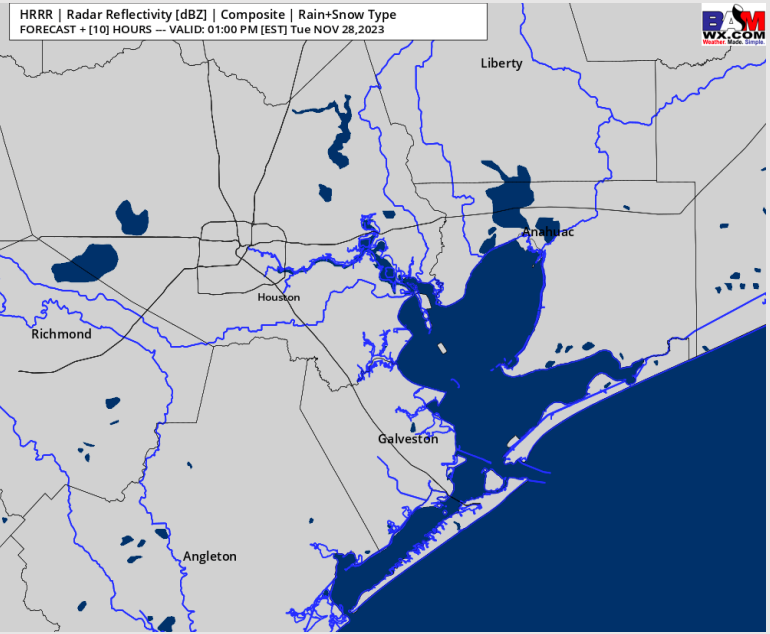 HRRR | Radar Reflectivity [dBZ] | Composite | Rain+Snow Type
FORECAST + [10] HOURS --- VALID: 01:00 PM [EST] Tue NOV 28,2023
BAM
WX.COM
Weather. Made. Simple.
Liberty
Anahuac
Houston
Richmond
Galveston
Angleton